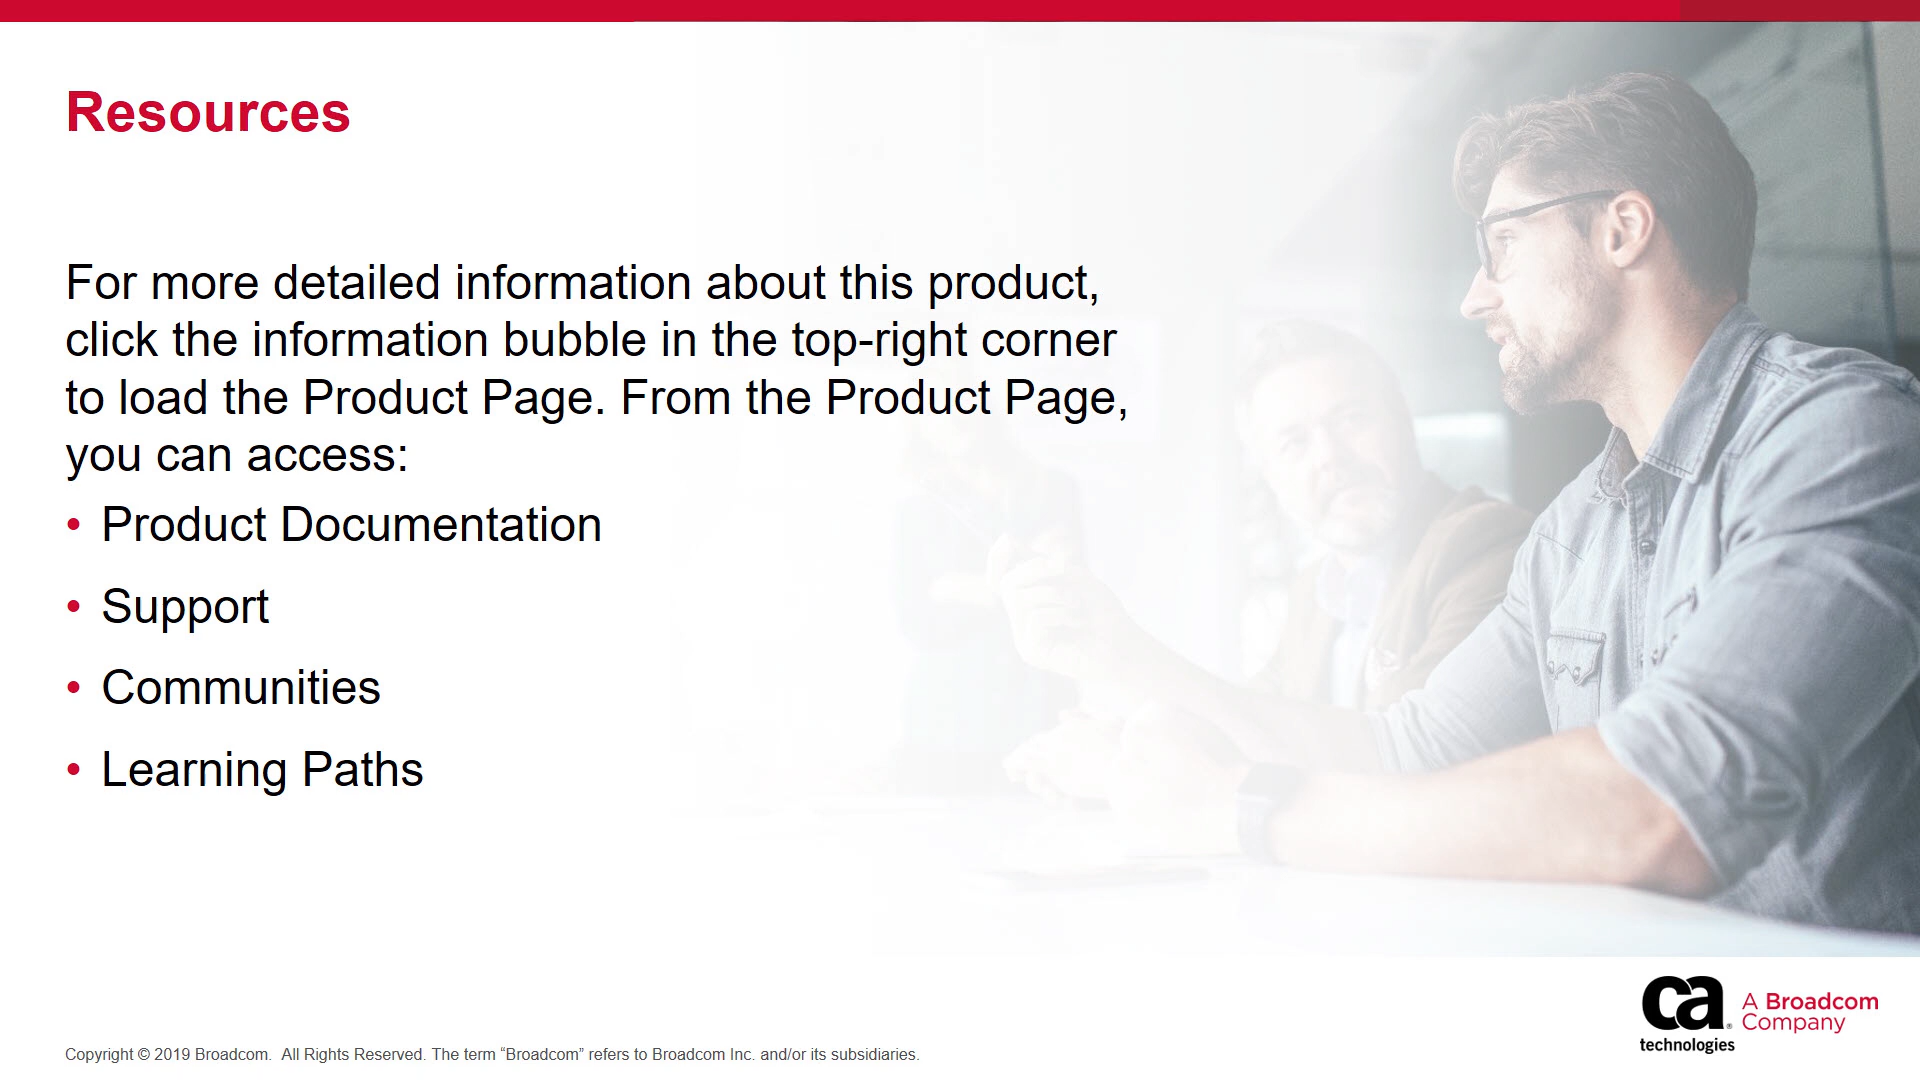 Resources
For more detailed information about this product,
click the information bubble in the top-right corner
to load the Product Page. From the Product Page,
you can access:
• Product Documentation
• Support
• Communities
• Learning Paths
ca
technologies
A Broadcom
Company
Copyright © 2019 Broadcom.  All Rights Reserved. The term “Broadcom” refers to Broadcom Inc. and/or its subsidiaries.